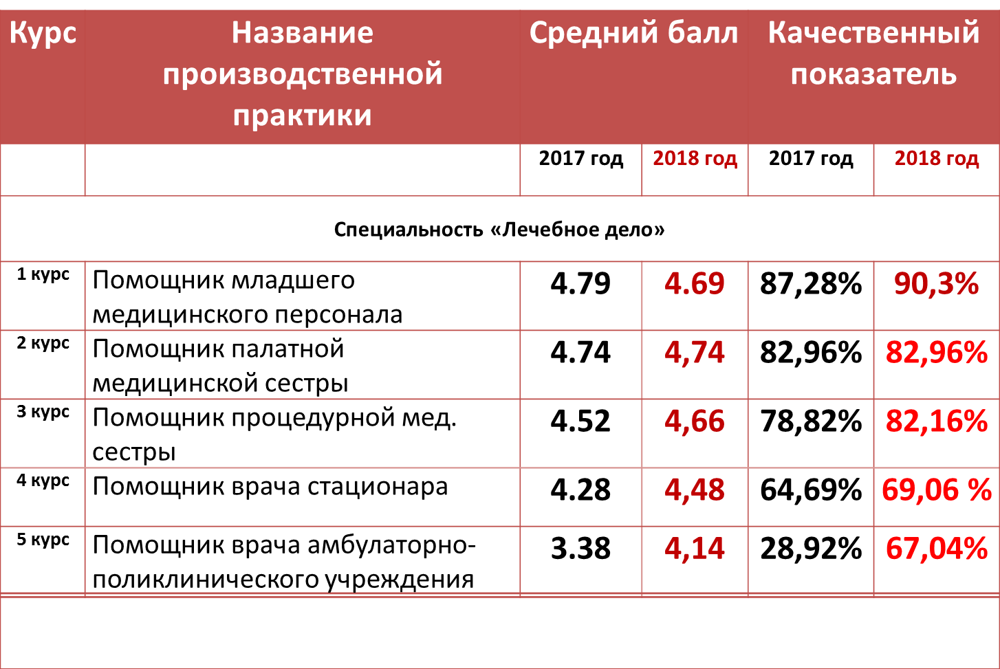 Курс Название Средний балл Качественный
производственной показатель
практики
2017 год 2018 год 2017 год 2018 год
Специальность «Лечебное дело»
1 курс Помощник младшего 4.79 4.69 87,28% 90,3%
медицинского персонала
2 курс Помощник палатной 4.74 4,74 82,96% 82,96%
медицинской сестры
3 курс Помощник процедурной мед. 4.52 4,66 78,82% 82,16%
сестры
4 курс Помощник врача стационара 4.28 4,48 64,69% 69,06 %
5 курс Помощник врача амбулаторно- 3.38 4,14 28,92% 67,04%
поликлинического учреждения